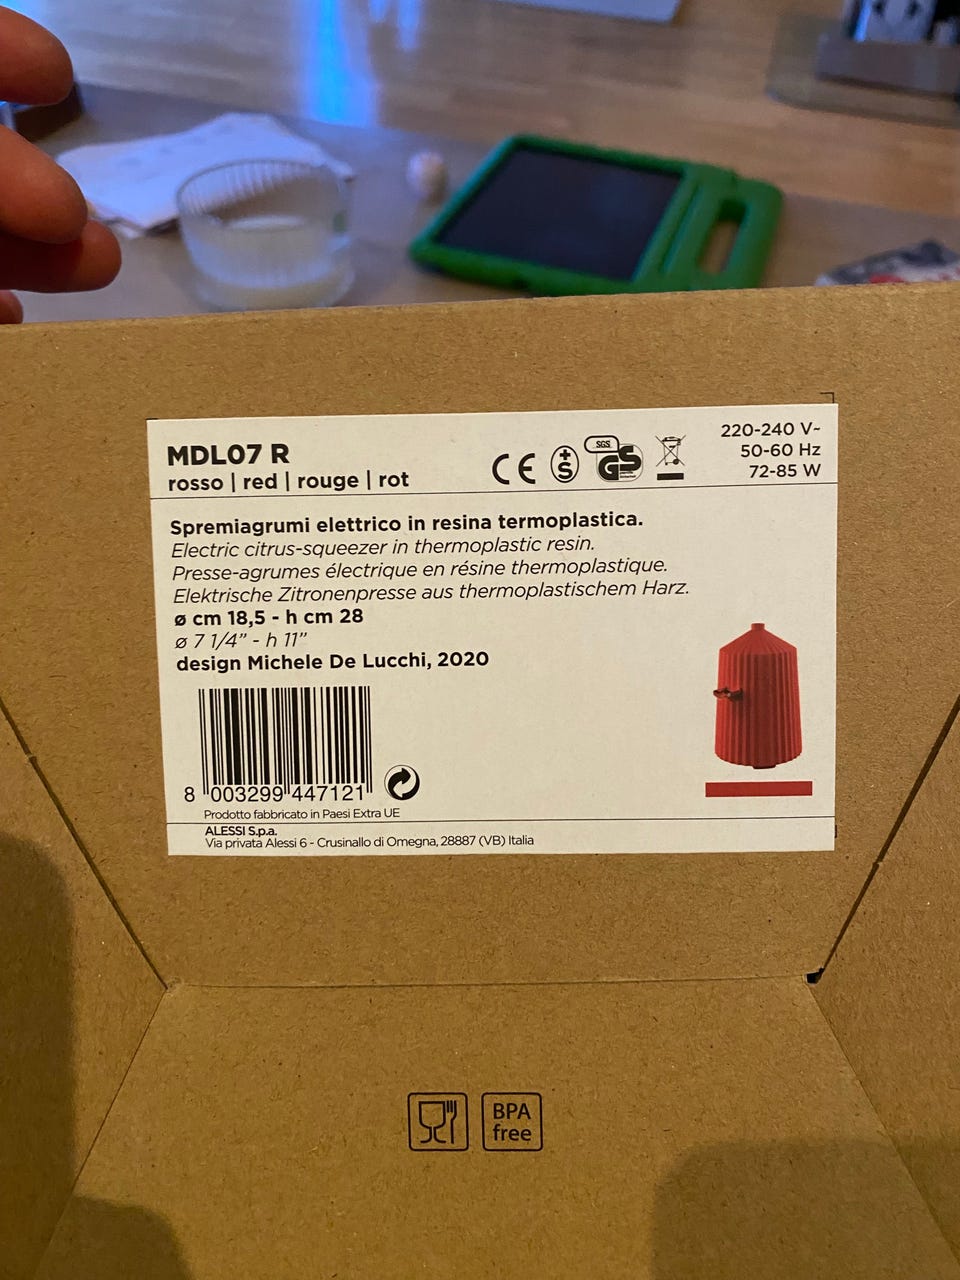 MDL07 R
rosso | red | rouge | rot
CE
+S
SGS
GS
220-240 V~
50-60 Hz
72-85 W
Spremiagrumi elettrico in resina termoplastica.
Electric citrus-squeezer in thermoplastic resin.
Presse-agrumes électrique en résine thermoplastique.
Elektrische Zitronenpresse aus thermoplastischem Harz.
ø cm 18,5 - h cm 28
ø 7 1/4” - h 11”
design Michele De Lucchi, 2020
8 003299 447121
Prodotto fabbricato in Paesi Extra UE
ALESSI S.p.a.
Via privata Alessi 6 - Crusinallo di Omegna, 28887 (VB) Italia
BPA
free